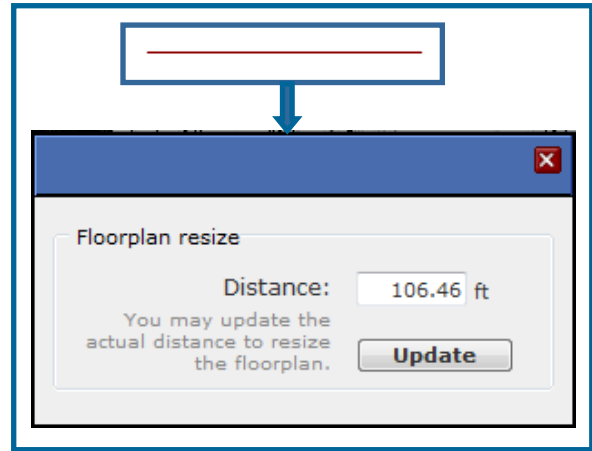 Floorplan resize
Distance: 106.46 ft
You may update the
actual distance to resize
the floorplan.
Update